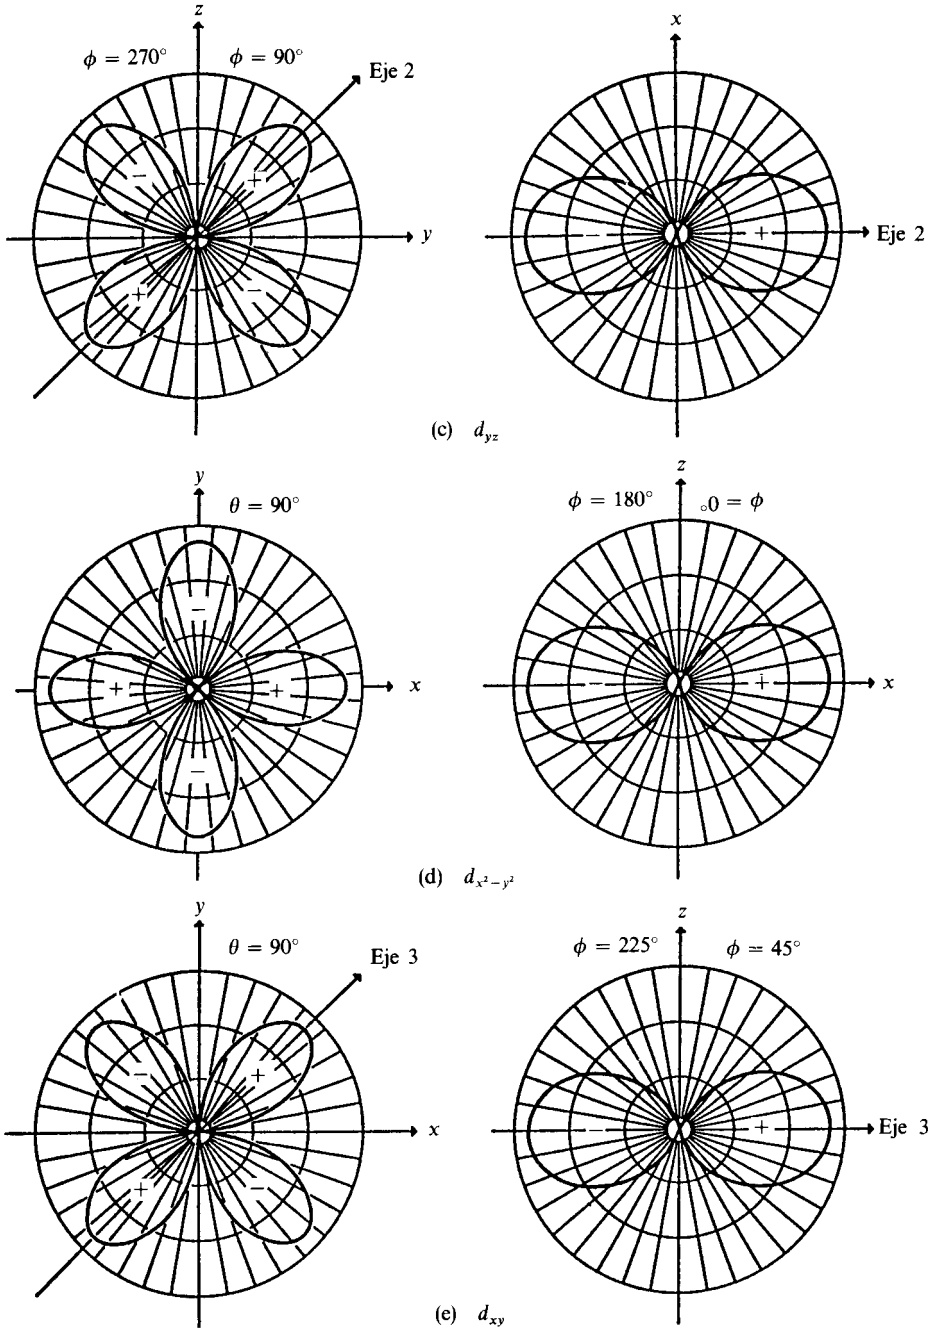 z
x
ϕ = 270° ϕ = 90°
Eje 2
+
−
+
−
y
− + Eje 2
(c) d_yz
y
z
θ = 90°
ϕ = 180° °0 = ϕ
−
+ + x
−
− + x
(d) d_x²−y²
y
z
θ = 90°
Eje 3
ϕ = 225° ϕ = 45°
− +
x
+ −
− + Eje 3
(e) d_xy